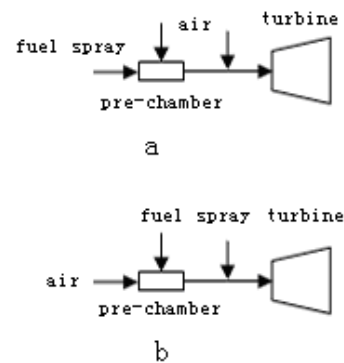 turbine
air
fuel spray
pre-chamber
a
fuel spray turbine
air
pre-chamber
b